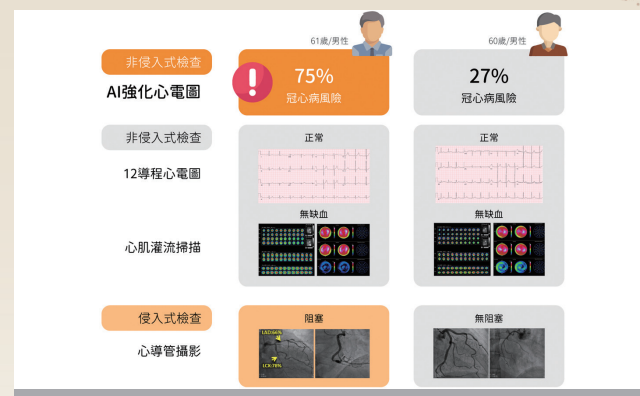 61歲/男性
60歲/男性
非侵入式檢查
AI強化心電圖
75%
冠心病風險
27%
冠心病風險
非侵入式檢查
正常
正常
12導程心電圖
無缺血
無缺血
心肌灌流掃描
侵入式檢查
阻塞
無阻塞
心導管攝影
LAD:66%
LCX:70%